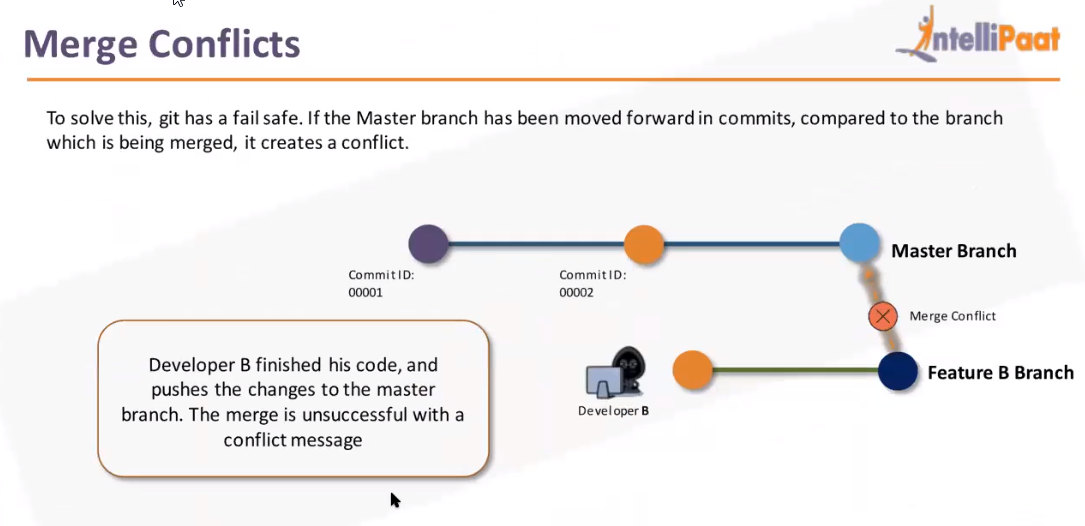 Merge Conflicts
IntelliPaat
To solve this, git has a fail safe. If the Master branch has been moved forward in commits, compared to the branch
which is being merged, it creates a conflict.
Master Branch
Commit ID:
00001
Commit ID:
00002
Merge Conflict
Developer B finished his code, and
pushes the changes to the master
branch. The merge is unsuccessful with a
conflict message
Feature B Branch
Developer B